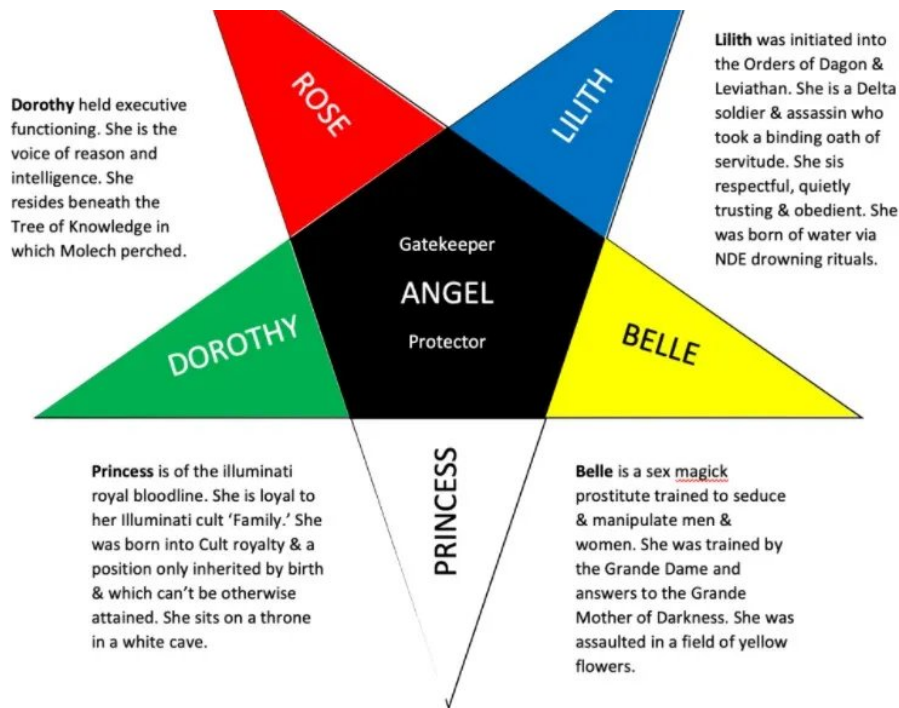 ROSE
LILITH
Dorothy held executive
functioning. She is the
voice of reason and
intelligence. She
resides beneath the
Tree of Knowledge in
which Molech perched.
Lilith was initiated into
the Orders of Dagon &
Leviathan. She is a Delta
soldier & assassin who
took a binding oath of
servitude. She sis
respectful, quietly
trusting & obedient. She
was born of water via
NDE drowning rituals.
Gatekeeper
ANGEL
Protector
DOROTHY
BELLE
PRINCESS
Princess is of the illuminati
royal bloodline. She is loyal to
her Illuminati cult ‘Family.’ She
was born into Cult royalty & a
position only inherited by birth
& which can’t be otherwise
attained. She sits on a throne
in a white cave.
Belle is a sex magick
prostitute trained to seduce
& manipulate men &
women. She was trained by
the Grande Dame and
answers to the Grande
Mother of Darkness. She was
assaulted in a field of yellow
flowers.